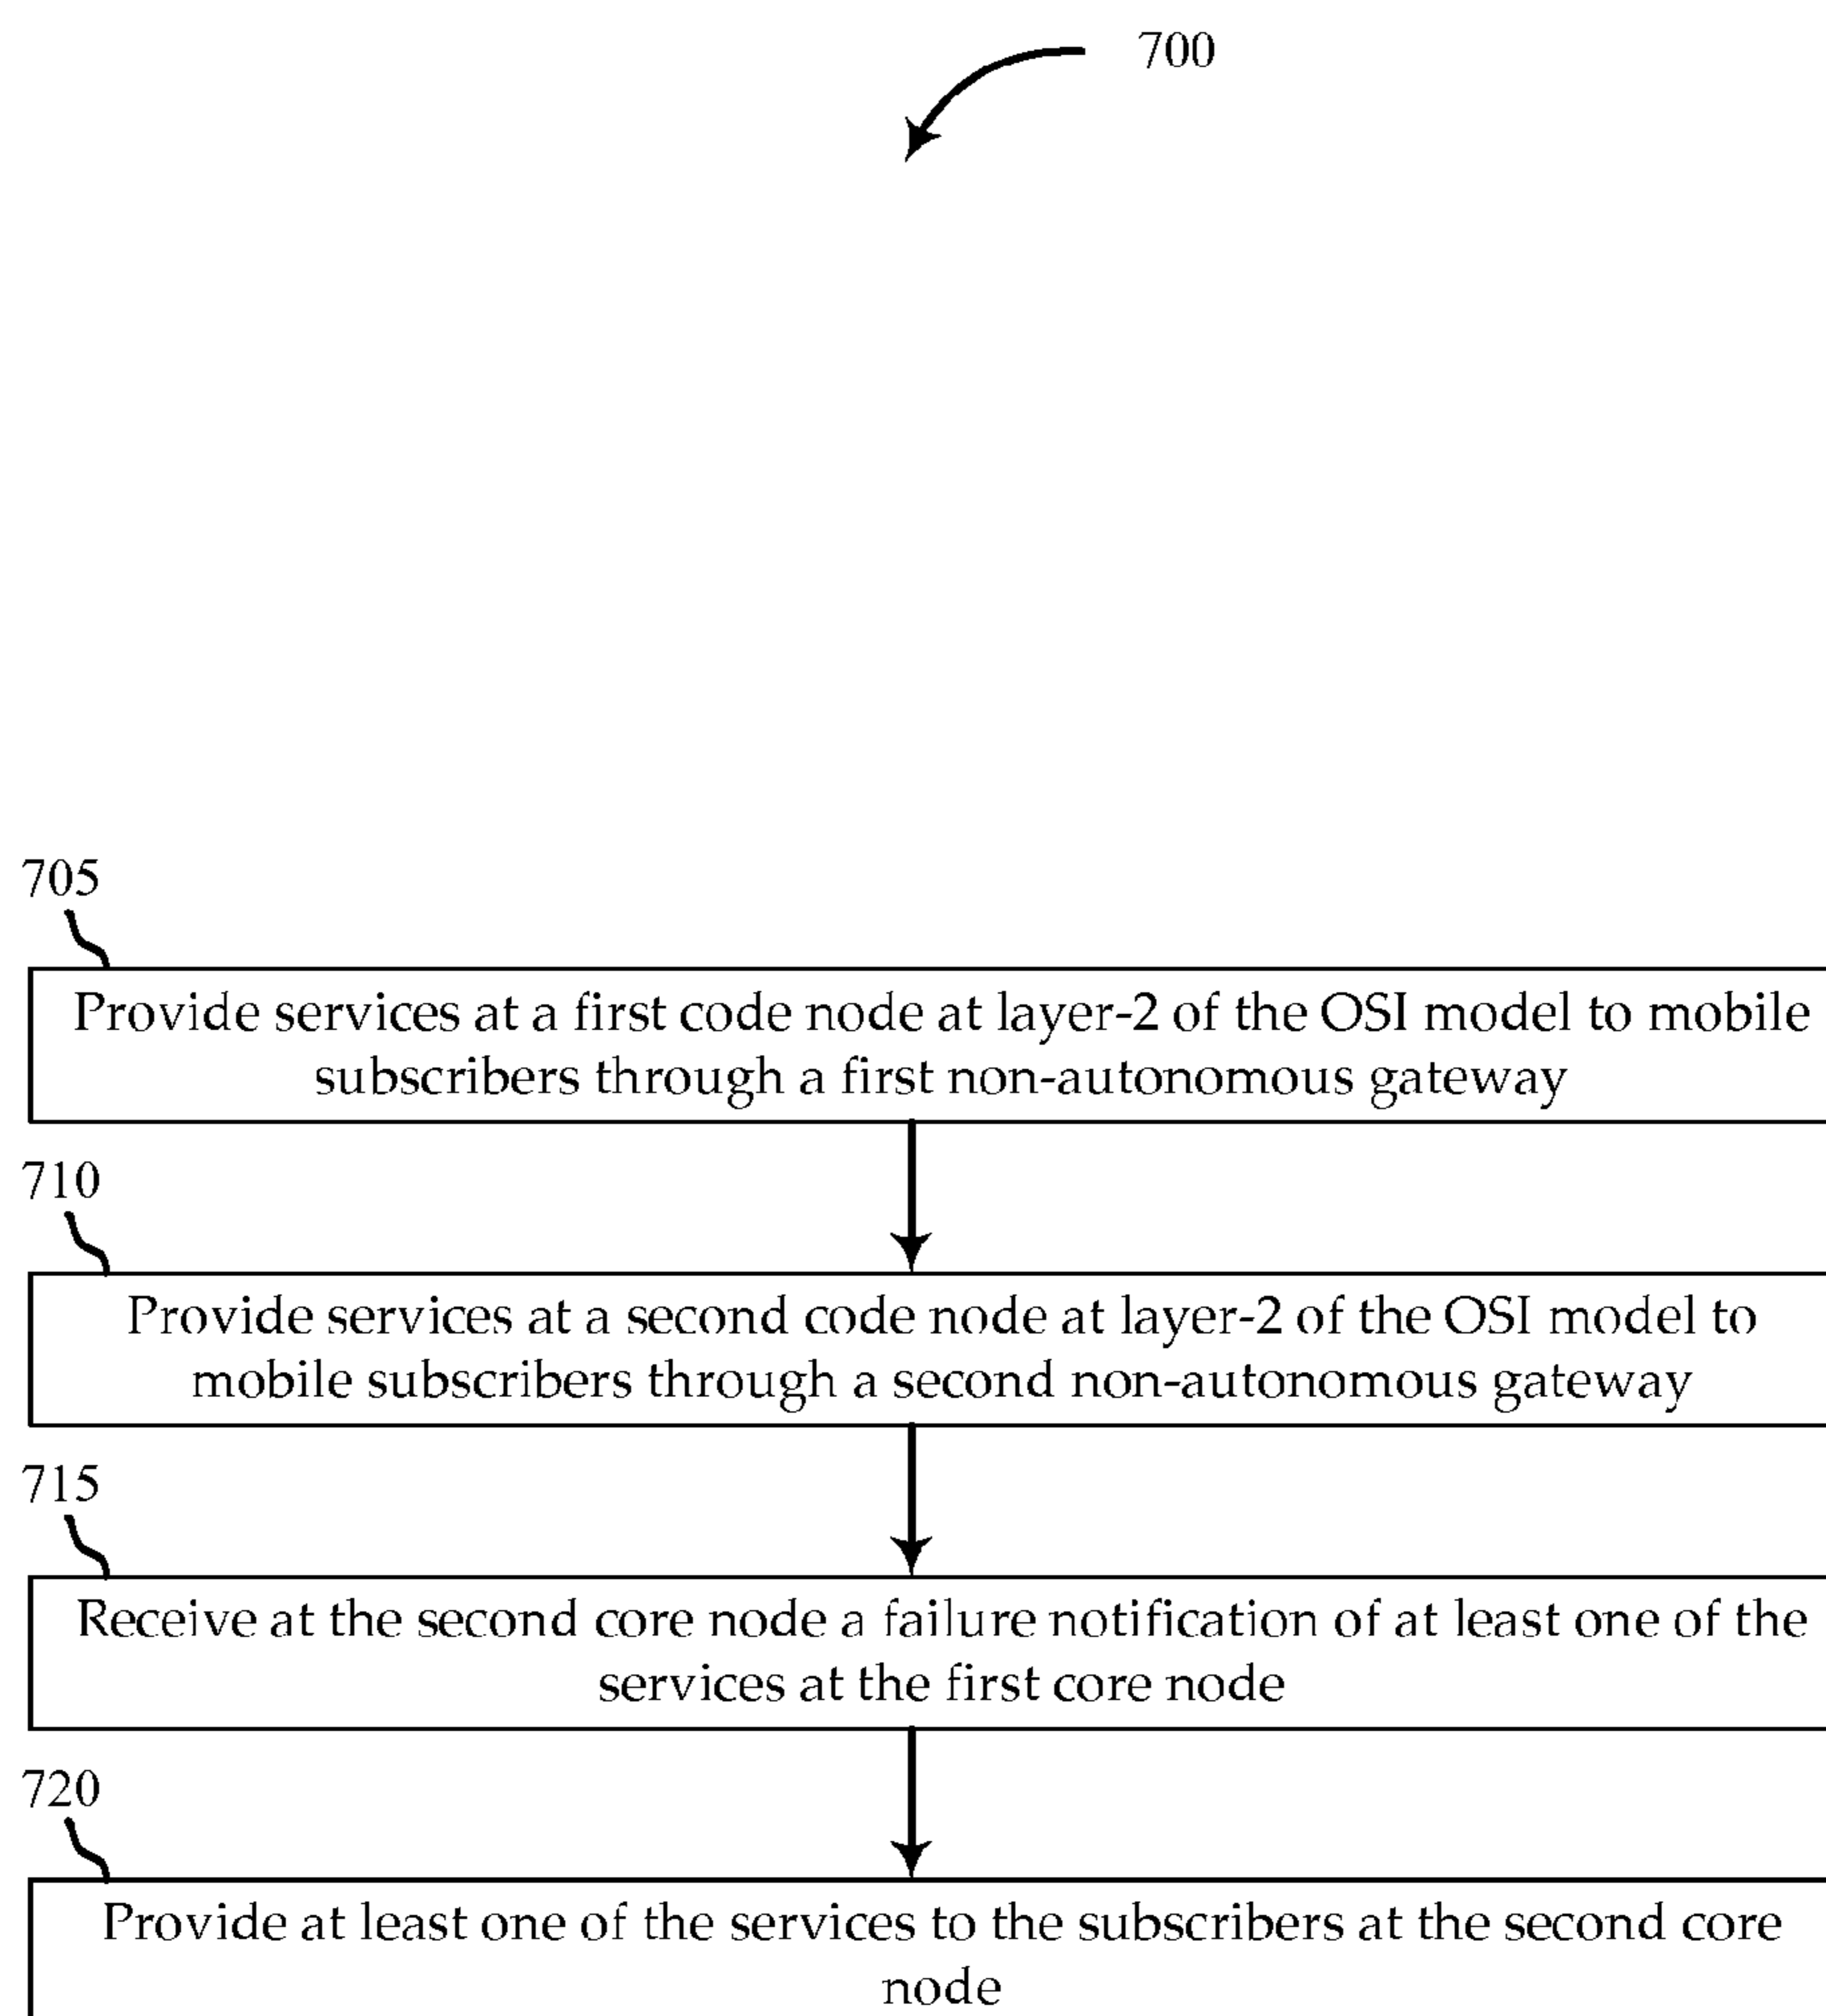 700
705
Provide services at a first code node at layer-2 of the OSI model to mobile
subscribers through a first non-autonomous gateway
710
Provide services at a second code node at layer-2 of the OSI model to
mobile subscribers through a second non-autonomous gateway
715
Receive at the second core node a failure notification of at least one of the
services at the first core node
720
Provide at least one of the services to the subscribers at the second core
node